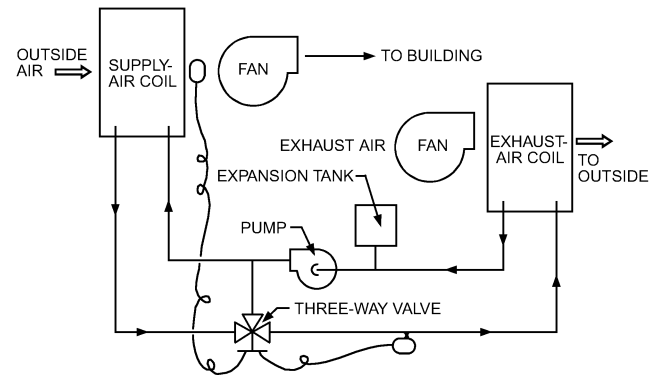 OUTSIDE
AIR
SUPPLY-
AIR COIL
FAN
TO BUILDING
EXHAUST AIR
FAN
EXHAUST-
AIR COIL
TO
OUTSIDE
EXPANSION TANK
PUMP
THREE-WAY VALVE